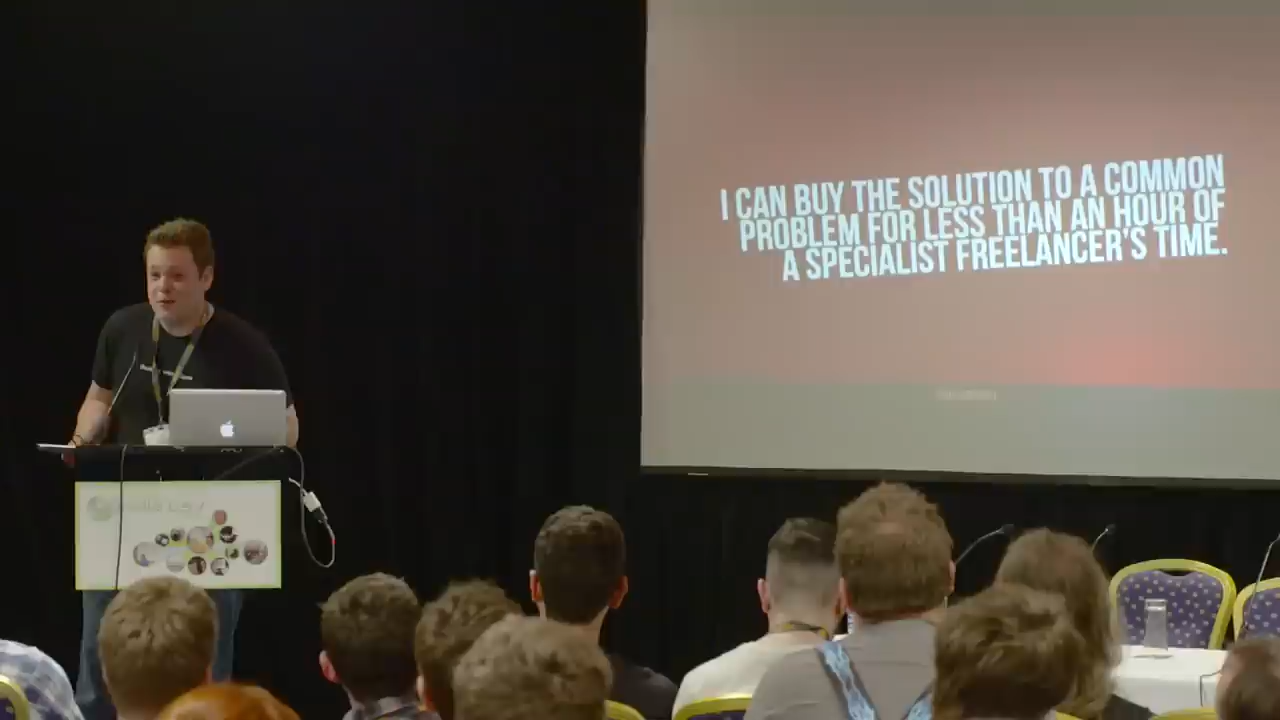 I CAN BUY THE SOLUTION TO A COMMON
PROBLEM FOR LESS THAN AN HOUR OF
A SPECIALIST FREELANCER'S TIME.